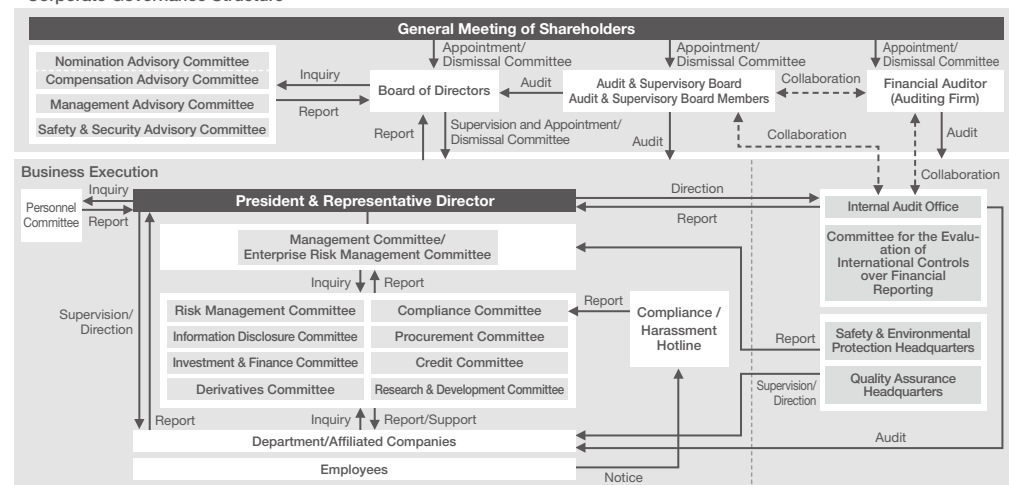 Corporate Governance Structure
General Meeting of Shareholders
Nomination Advisory Committee
Compensation Advisory Committee
Management Advisory Committee
Safety & Security Advisory Committee
Inquiry
Report
Appointment/
Dismissal Committee
Board of Directors
Audit
Appointment/
Dismissal Committee
Audit & Supervisory Board
Audit & Supervisory Board Members
Collaboration
Appointment/
Dismissal Committee
Financial Auditor
(Auditing Firm)
Report
Supervision and Appointment/
Dismissal Committee
Audit
Collaboration
Audit
Collaboration
Business Execution
Personnel
Committee
Inquiry
Report
President & Representative Director
Direction
Report
Internal Audit Office
Committee for the Evalu-
ation of
International Controls
over Financial
Reporting
Management Committee/
Enterprise Risk Management Committee
Inquiry
Report
Supervision/
Direction
Risk Management Committee
Compliance Committee
Information Disclosure Committee
Procurement Committee
Investment & Finance Committee
Credit Committee
Derivatives Committee
Research & Development Committee
Report
Compliance /
Harassment
Hotline
Report
Safety & Environmental
Protection Headquarters
Quality Assurance
Headquarters
Supervision/
Direction
Report
Inquiry
Report/Support
Department/Affiliated Companies
Audit
Employees
Notice